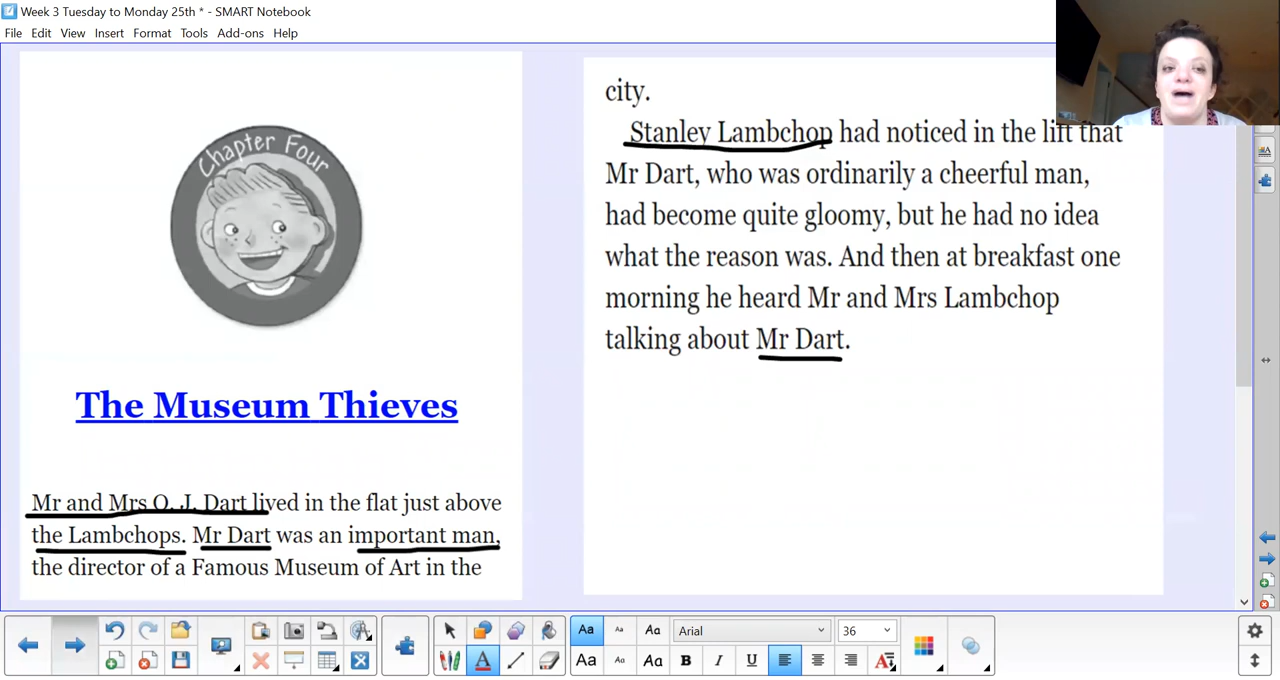 Week 3 Tuesday to Monday 25th * - SMART Notebook
File Edit View Insert Format Tools Add-ons Help
Chapter Four
The Museum Thieves
Mr and Mrs O. J. Dart lived in the flat just above
the Lambchops. Mr Dart was an important man,
the director of a Famous Museum of Art in the
city.
Stanley Lambchop had noticed in the lift that
Mr Dart, who was ordinarily a cheerful man,
had become quite gloomy, but he had no idea
what the reason was. And then at breakfast one
morning he heard Mr and Mrs Lambchop
talking about Mr Dart.
Aa Aa Aa Arial 36
A Aa Aa Aa B I U A